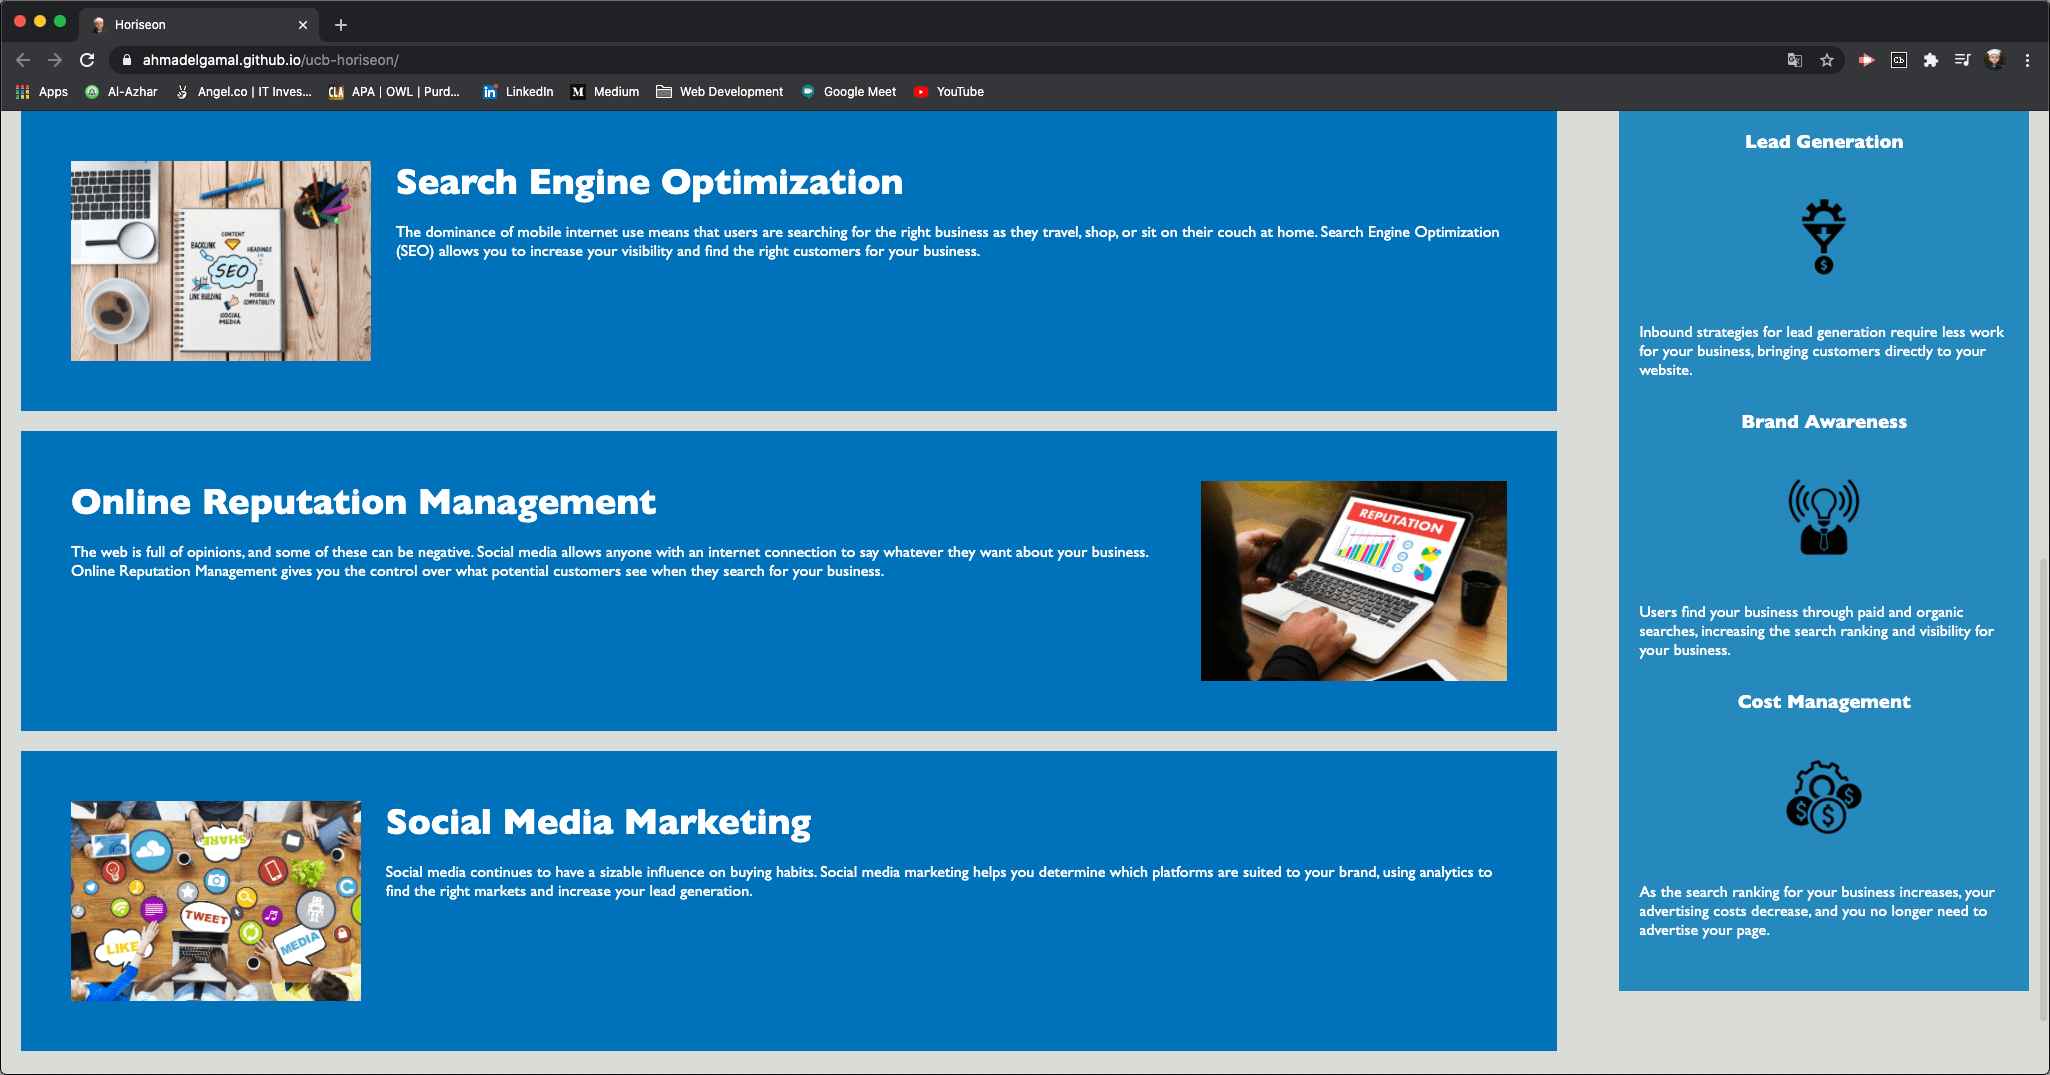 Horiseon
ahmadelgamal.github.io/ucb-horiseon/
Apps
Al-Azhar
Angel.co | IT Inves...
CLA
APA | OWL | Purd...
in
LinkedIn
M
Medium
Web Development
Google Meet
YouTube
BACKLINK
CONTENT
HEADINGS
SEO
LINK BUILDING
MOBILE
COMPATIBILITY
SOCIAL
MEDIA
Search Engine Optimization
The dominance of mobile internet use means that users are searching for the right business as they travel, shop, or sit on their couch at home. Search Engine Optimization
(SEO) allows you to increase your visibility and find the right customers for your business.
Online Reputation Management
The web is full of opinions, and some of these can be negative. Social media allows anyone with an internet connection to say whatever they want about your business.
Online Reputation Management gives you the control over what potential customers see when they search for your business.
REPUTATION
SHARE
TWEET
LIKE
MEDIA
Social Media Marketing
Social media continues to have a sizable influence on buying habits. Social media marketing helps you determine which platforms are suited to your brand, using analytics to
find the right markets and increase your lead generation.
Lead Generation
$
Inbound strategies for lead generation require less work
for your business, bringing customers directly to your
website.
Brand Awareness
Users find your business through paid and organic
searches, increasing the search ranking and visibility for
your business.
Cost Management
$ $ $
As the search ranking for your business increases, your
advertising costs decrease, and you no longer need to
advertise your page.